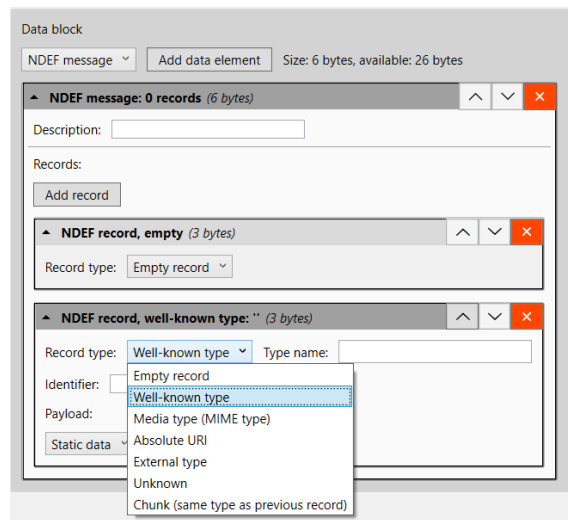 Data block
NDEF message Add data element Size: 6 bytes, available: 26 bytes
NDEF message: 0 records (6 bytes)
Description:
Records:
Add record
NDEF record, empty (3 bytes)
Record type: Empty record
NDEF record, well-known type: '' (3 bytes)
Record type: Well-known type Type name:
Empty record
Identifier:
Well-known type
Payload:
Media type (MIME type)
Static data
Absolute URI
External type
Unknown
Chunk (same type as previous record)